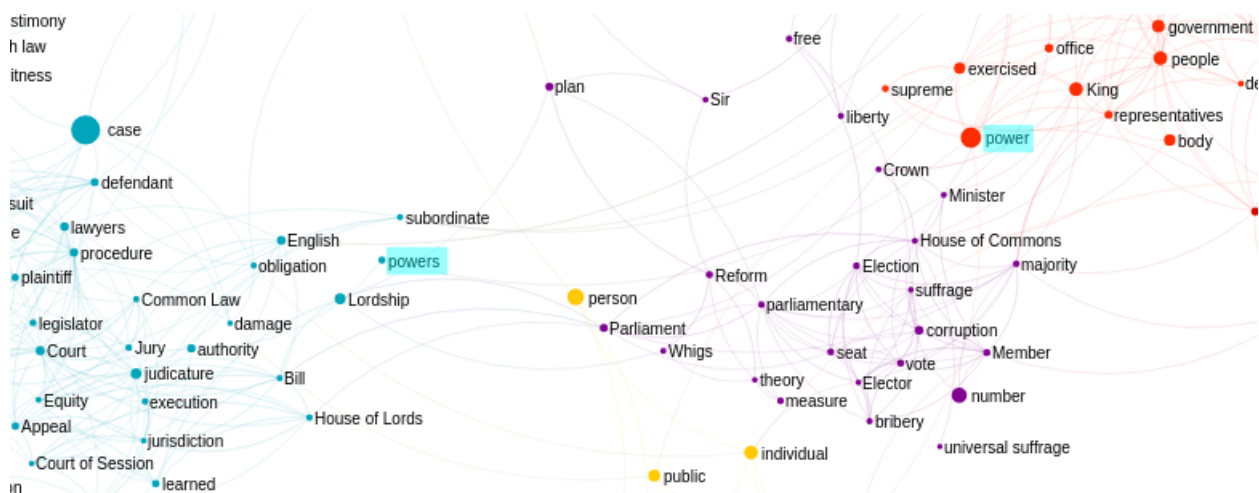 stimony
h law
itness
case
defendant
suit
lawyers
e
procedure
plaintiff
subordinate
English
obligation
powers
Common Law
Lordship
legislator
damage
Court
Jury
authority
judicature
Bill
Equity
execution
House of Lords
Appeal
jurisdiction
Court of Session
learned
on
plan
Sir
free
liberty
Crown
Minister
House of Commons
Election
majority
Reform
suffrage
parliamentary
person
Parliament
corruption
Whigs
seat
Member
vote
theory
Elector
measure
number
bribery
universal suffrage
individual
public
government
office
people
exercised
supreme
King
de
representatives
power
body